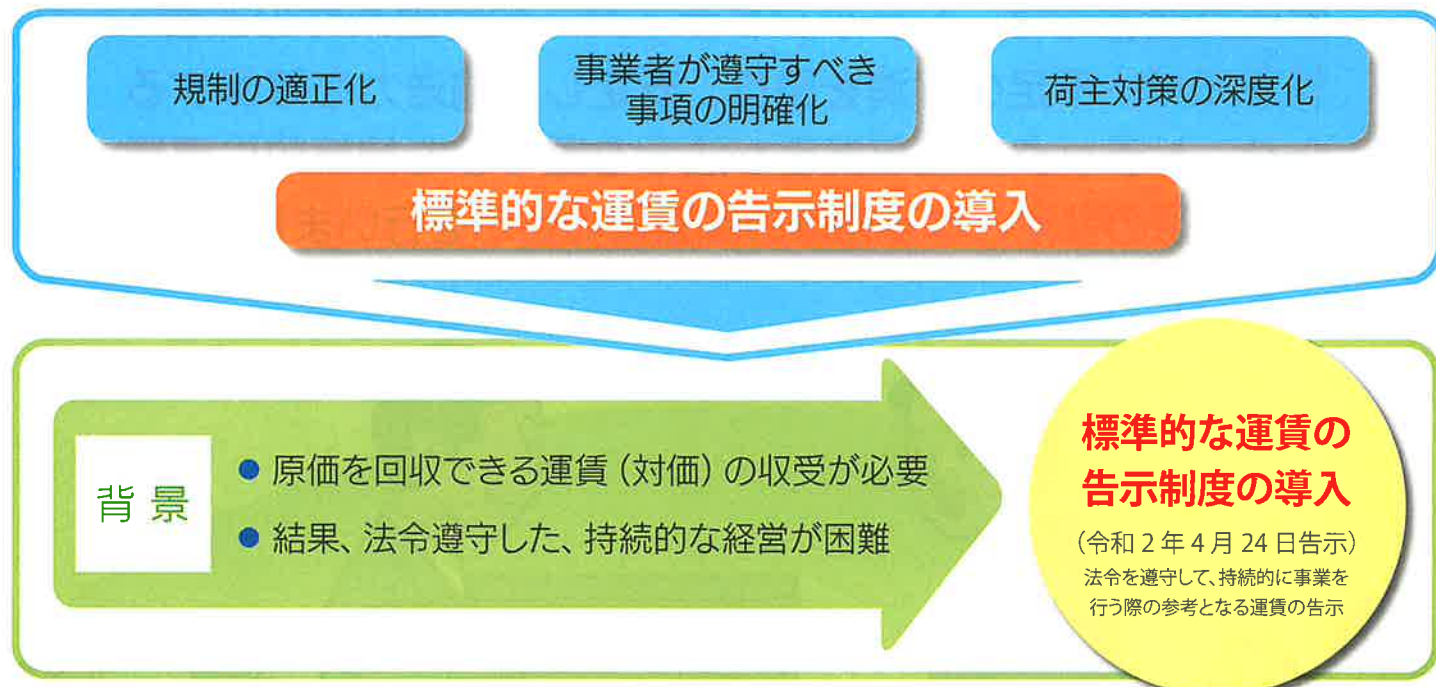 規制の適正化
事業者が遵守すべき
事項の明確化
荷主対策の深度化
標準的な運賃の告示制度の導入
背景
● 原価を回収できる運賃（対価）の収受が必要
● 結果、法令遵守した、持続的な経営が困難
標準的な運賃の
告示制度の導入
（令和２年４月24日告示）
法令を遵守して、持続的に事業を
行う際の参考となる運賃の告示